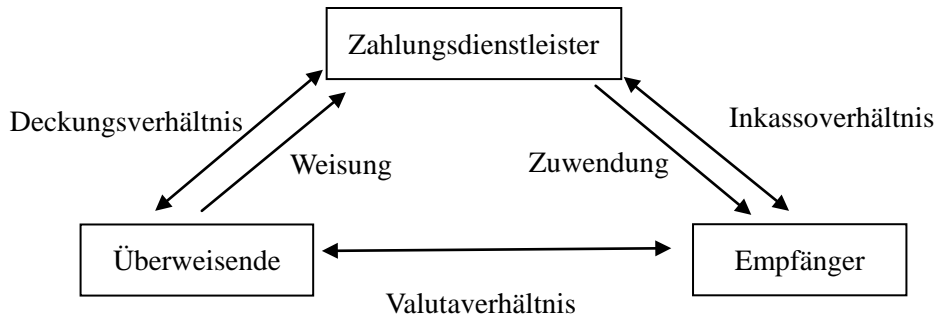 Zahlungsdienstleister
Deckungsverhältnis
Inkassoverhältnis
Weisung
Zuwendung
Überweisende
Empfänger
Valutaverhältnis